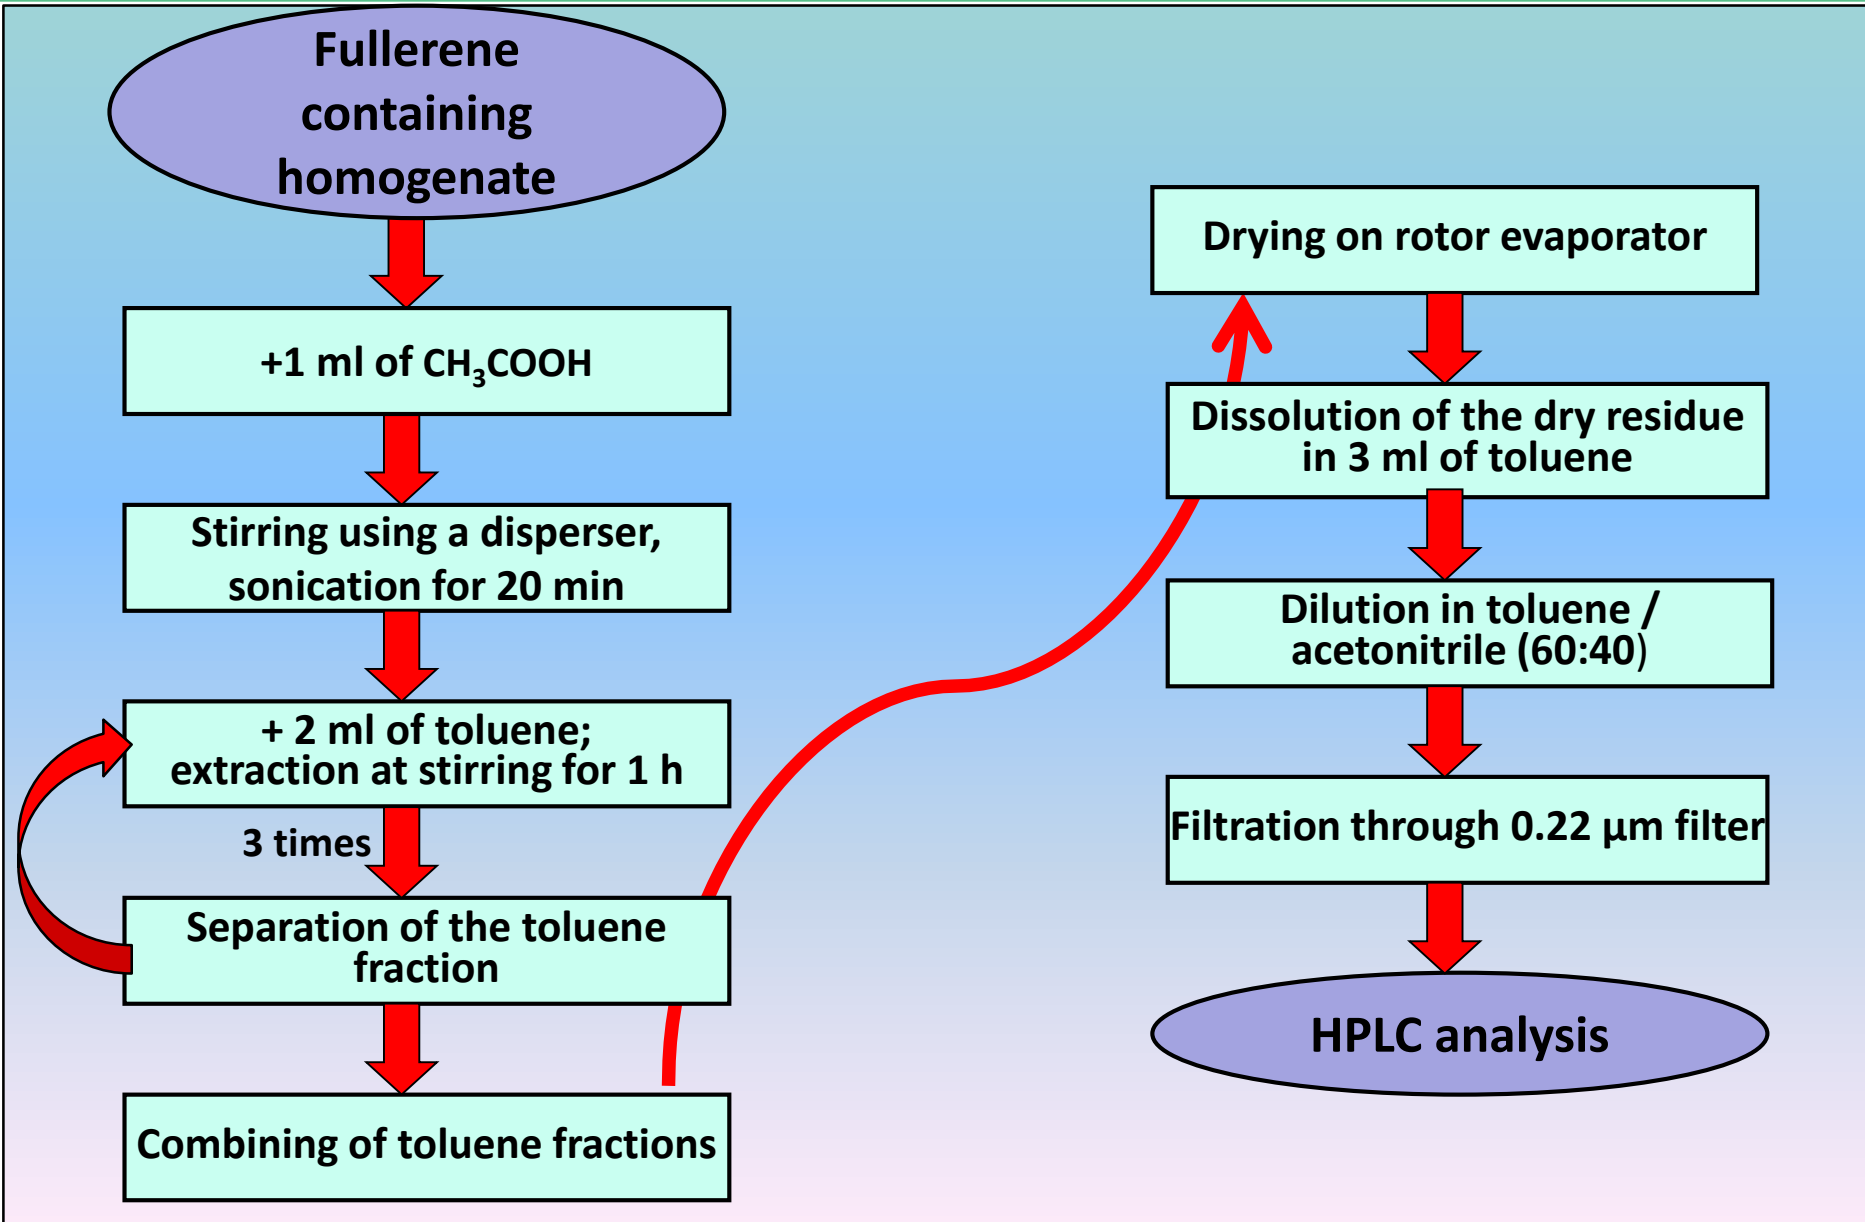 Fullerene
containing
homogenate
+1 ml of CH₃COOH
Stirring using a disperser,
sonication for 20 min
+ 2 ml of toluene;
extraction at stirring for 1 h
3 times
Separation of the toluene
fraction
Combining of toluene fractions
Drying on rotor evaporator
Dissolution of the dry residue
in 3 ml of toluene
Dilution in toluene /
acetonitrile (60:40)
Filtration through 0.22 µm filter
HPLC analysis